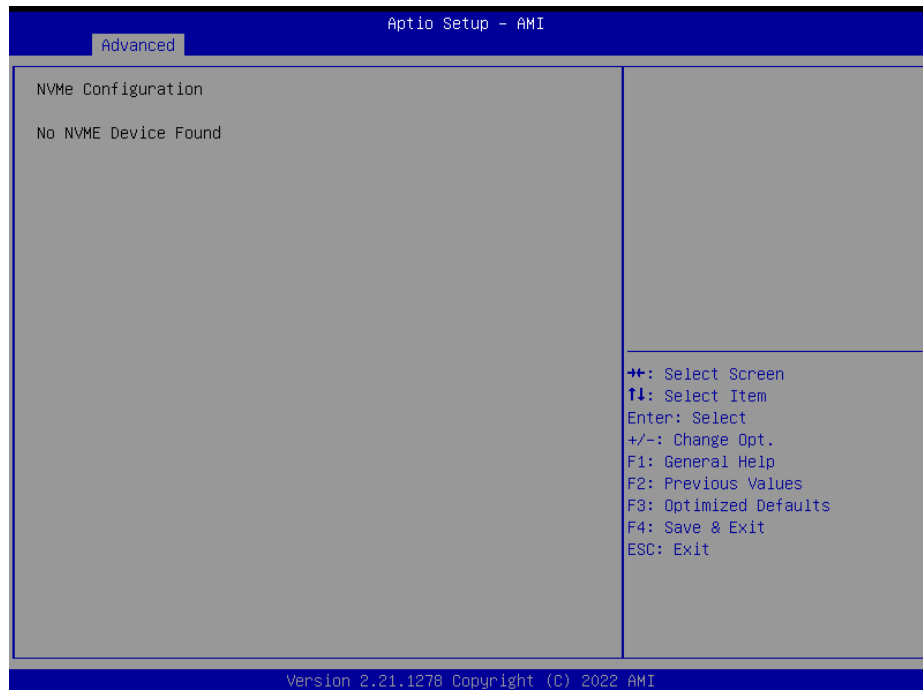 Aptio Setup – AMI
Advanced
NVMe Configuration
No NVME Device Found
→←: Select Screen
↑↓: Select Item
Enter: Select
+/-: Change Opt.
F1: General Help
F2: Previous Values
F3: Optimized Defaults
F4: Save & Exit
ESC: Exit
Version 2.21.1278 Copyright (C) 2022 AMI